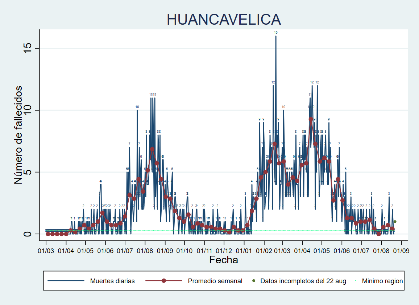 HUANCAVELICA
Número de fallecidos
15
10
5
0
01/03 01/04 01/05 01/06 01/07 01/08 01/09 01/10 01/11 01/12 01/01 01/02 01/03 01/04 01/05 01/06 01/07 01/08 01/09
Fecha
Muertes diarias Promedio semanal Datos incompletos del 22 aug Mínimo region